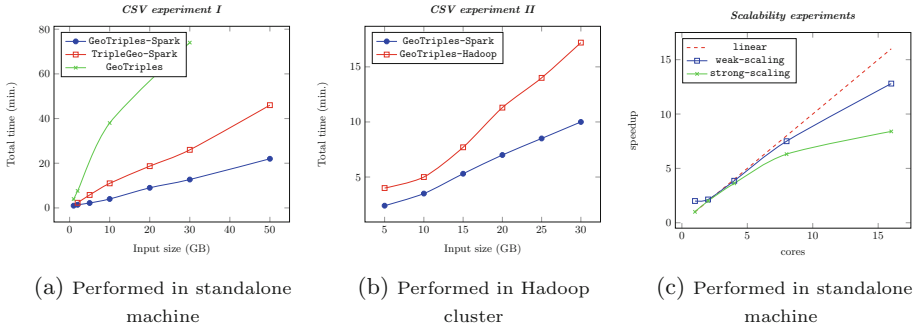 CSV experiment I
80
60
40
20
0
Total time (min.)
GeoTriples-Spark
TripleGeo-Spark
GeoTriples
0 10 20 30 40 50
Input size (GB)
(a) Performed in standalone
machine
CSV experiment II
15
10
5
Total time (min.)
GeoTriples-Spark
GeoTriples-Hadoop
5 10 15 20 25 30
Input size (GB)
(b) Performed in Hadoop
cluster
Scalability experiments
15
10
5
0
speedup
linear
weak-scaling
strong-scaling
0 5 10 15
cores
(c) Performed in standalone
machine